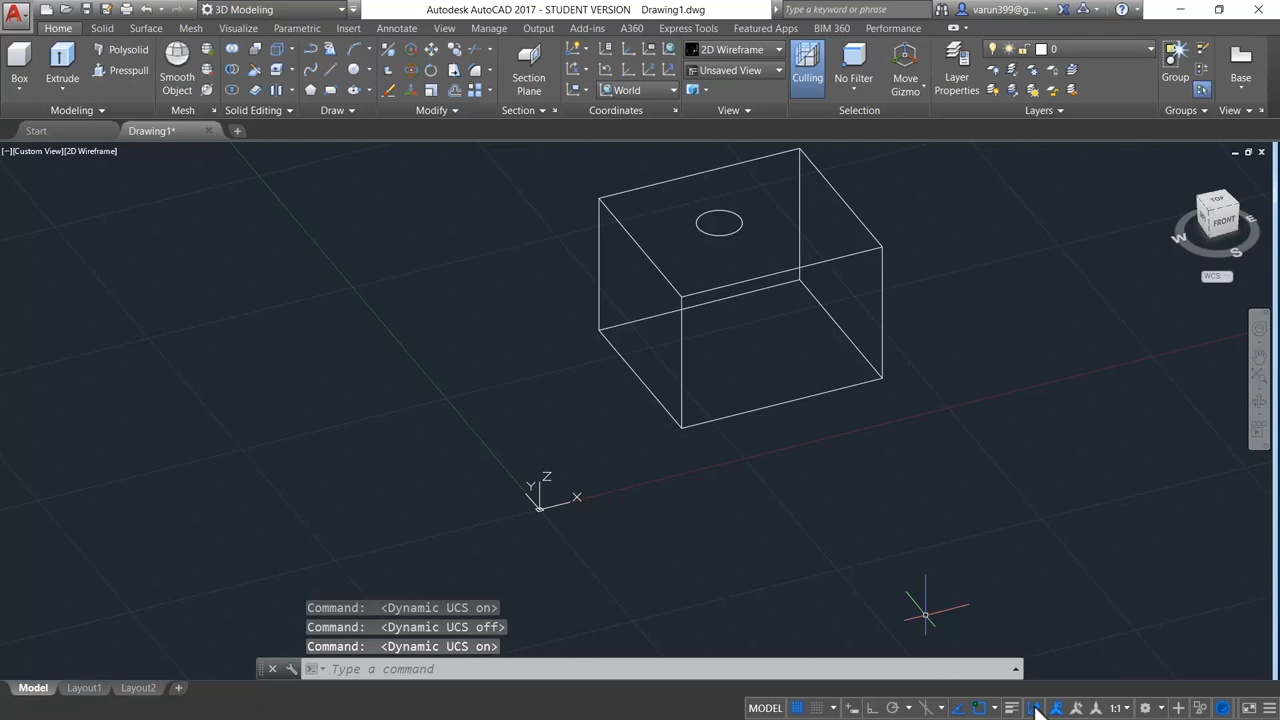 3D Modeling
Autodesk AutoCAD 2017 - STUDENT VERSION Drawing1.dwg
Type a keyword or phrase
varun399@g...
Home Solid Surface Mesh Visualize Parametric Insert Annotate View Manage Output Add-ins A360 Express Tools BIM 360 Performance
Box
Extrude
Polysolid
Presspull
Smooth
Object
Section
Plane
World
2D Wireframe
Unsaved View
Culling
No Filter
Move
Gizmo
Layer
Properties
0
Group
Base
Modeling Mesh Solid Editing Draw Modify Section Coordinates View Selection Layers Groups View
Start Drawing1*
[−][Custom View][2D Wireframe]
TOP
FRONT
W
S
E
WCS
Y
Z
X
Command: <Dynamic UCS on>
Command: <Dynamic UCS off>
Command: <Dynamic UCS on>
Type a command
Model Layout1 Layout2
MODEL
1:1